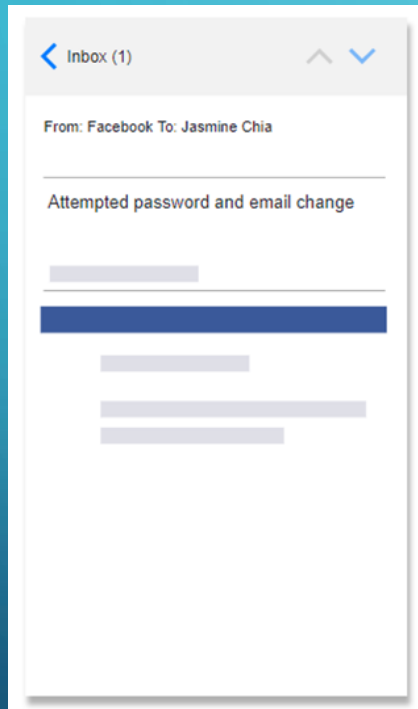 Inbox (1)
From: Facebook To: Jasmine Chia
Attempted password and email change